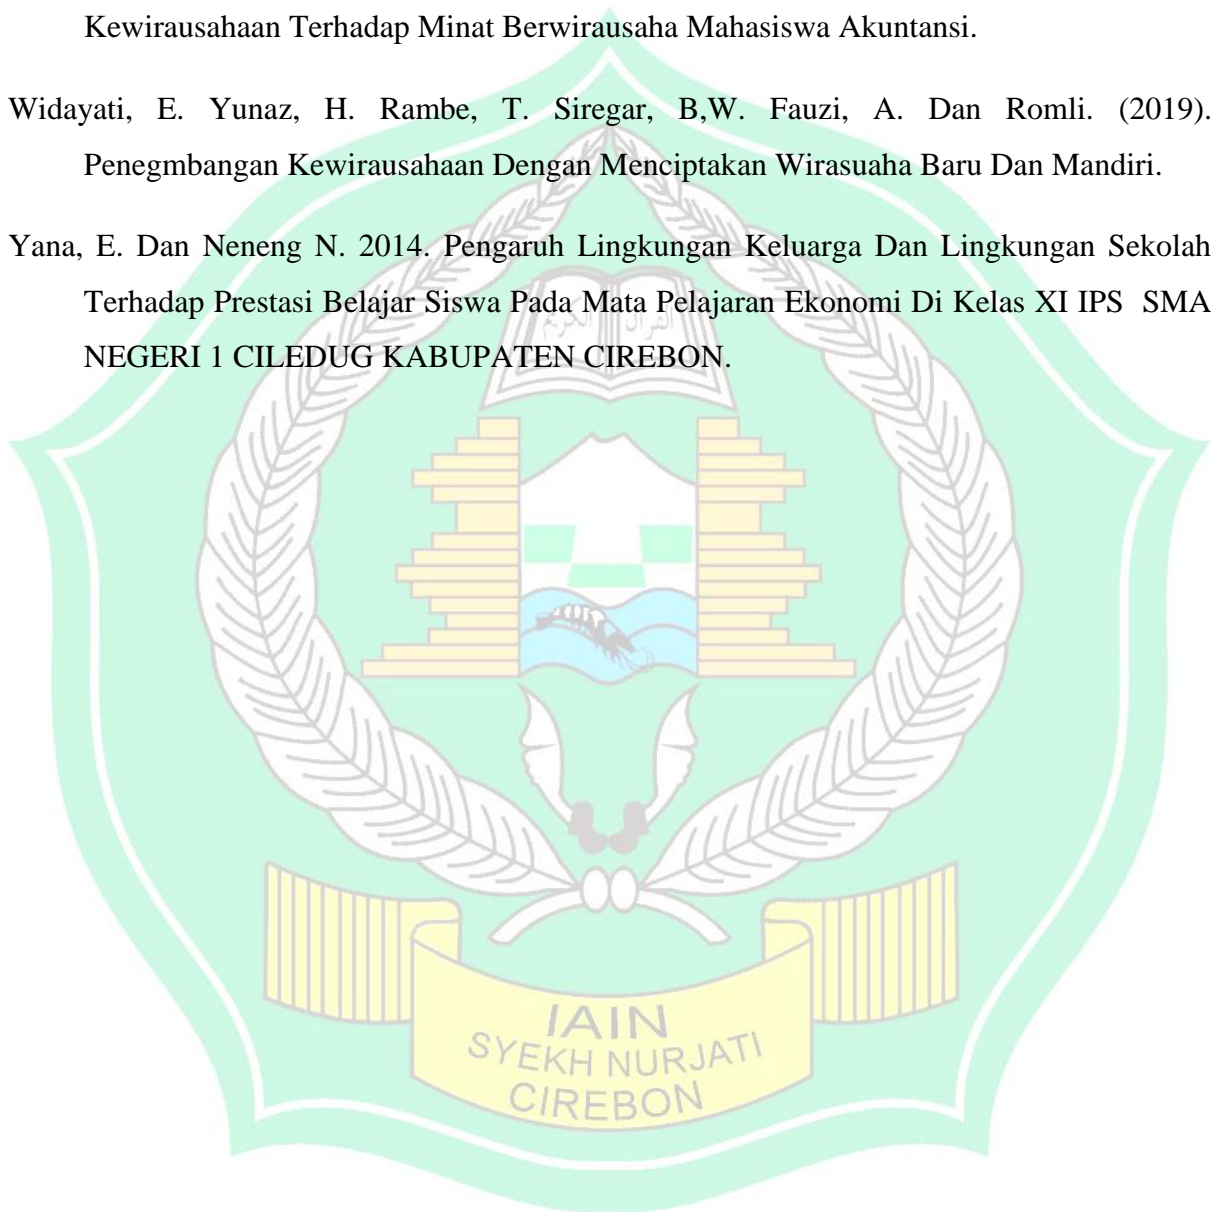 Kewirausahaan Terhadap Minat Berwirausaha Mahasiswa Akuntansi.
Widayati, E. Yunaz, H. Rambe, T. Siregar, B,W. Fauzi, A. Dan Romli. (2019).
Penegmbangan Kewirausahaan Dengan Menciptakan Wirasuaha Baru Dan Mandiri.
Yana, E. Dan Neneng N. 2014. Pengaruh Lingkungan Keluarga Dan Lingkungan Sekolah
Terhadap Prestasi Belajar Siswa Pada Mata Pelajaran Ekonomi Di Kelas XI IPS SMA
NEGERI 1 CILEDUG KABUPATEN CIREBON.
القرآن الكريم
IAIN
SYEKH NURJATI
CIREBON